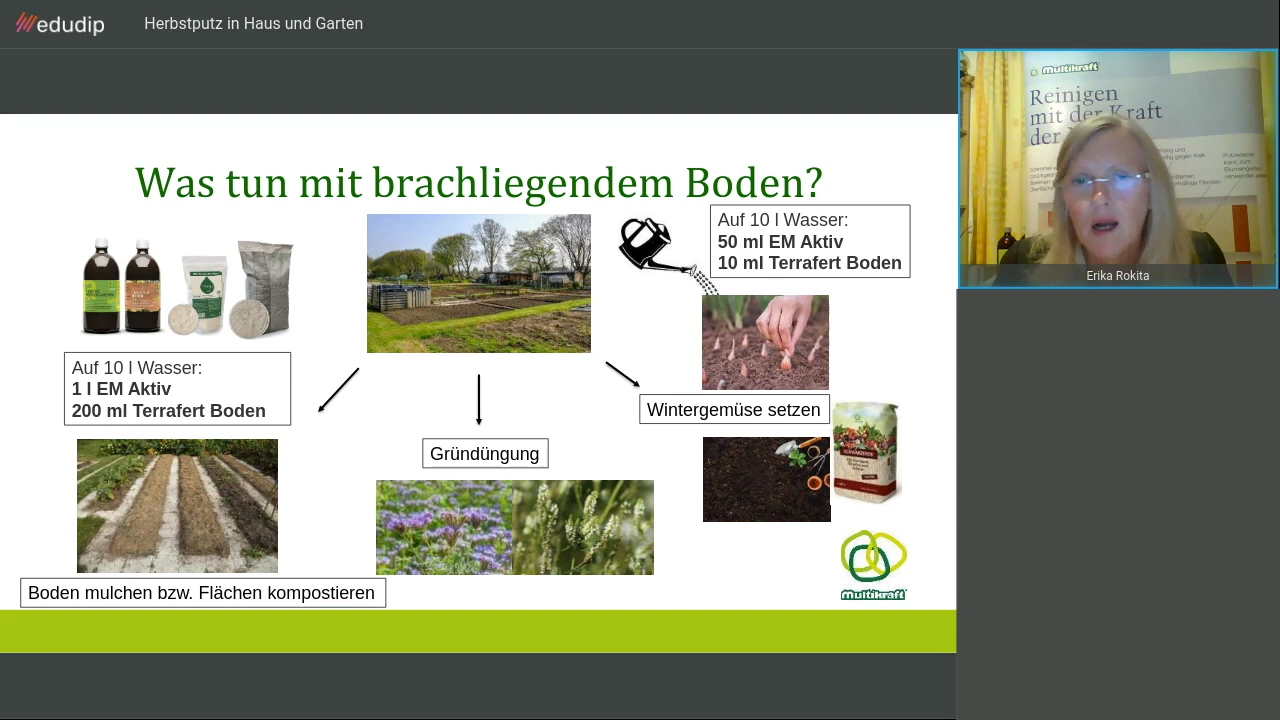 edudip
Herbstputz in Haus und Garten
Was tun mit brachliegendem Boden?
Auf 10 l Wasser:
50 ml EM Aktiv
10 ml Terrafert Boden
Auf 10 l Wasser:
1 l EM Aktiv
200 ml Terrafert Boden
Wintergemüse setzen
Gründüngung
SCHWARZERDE
Boden mulchen bzw. Flächen kompostieren
Multikraft
Multikraft
Reinigen
mit der Kraft
der
Erika Rokita